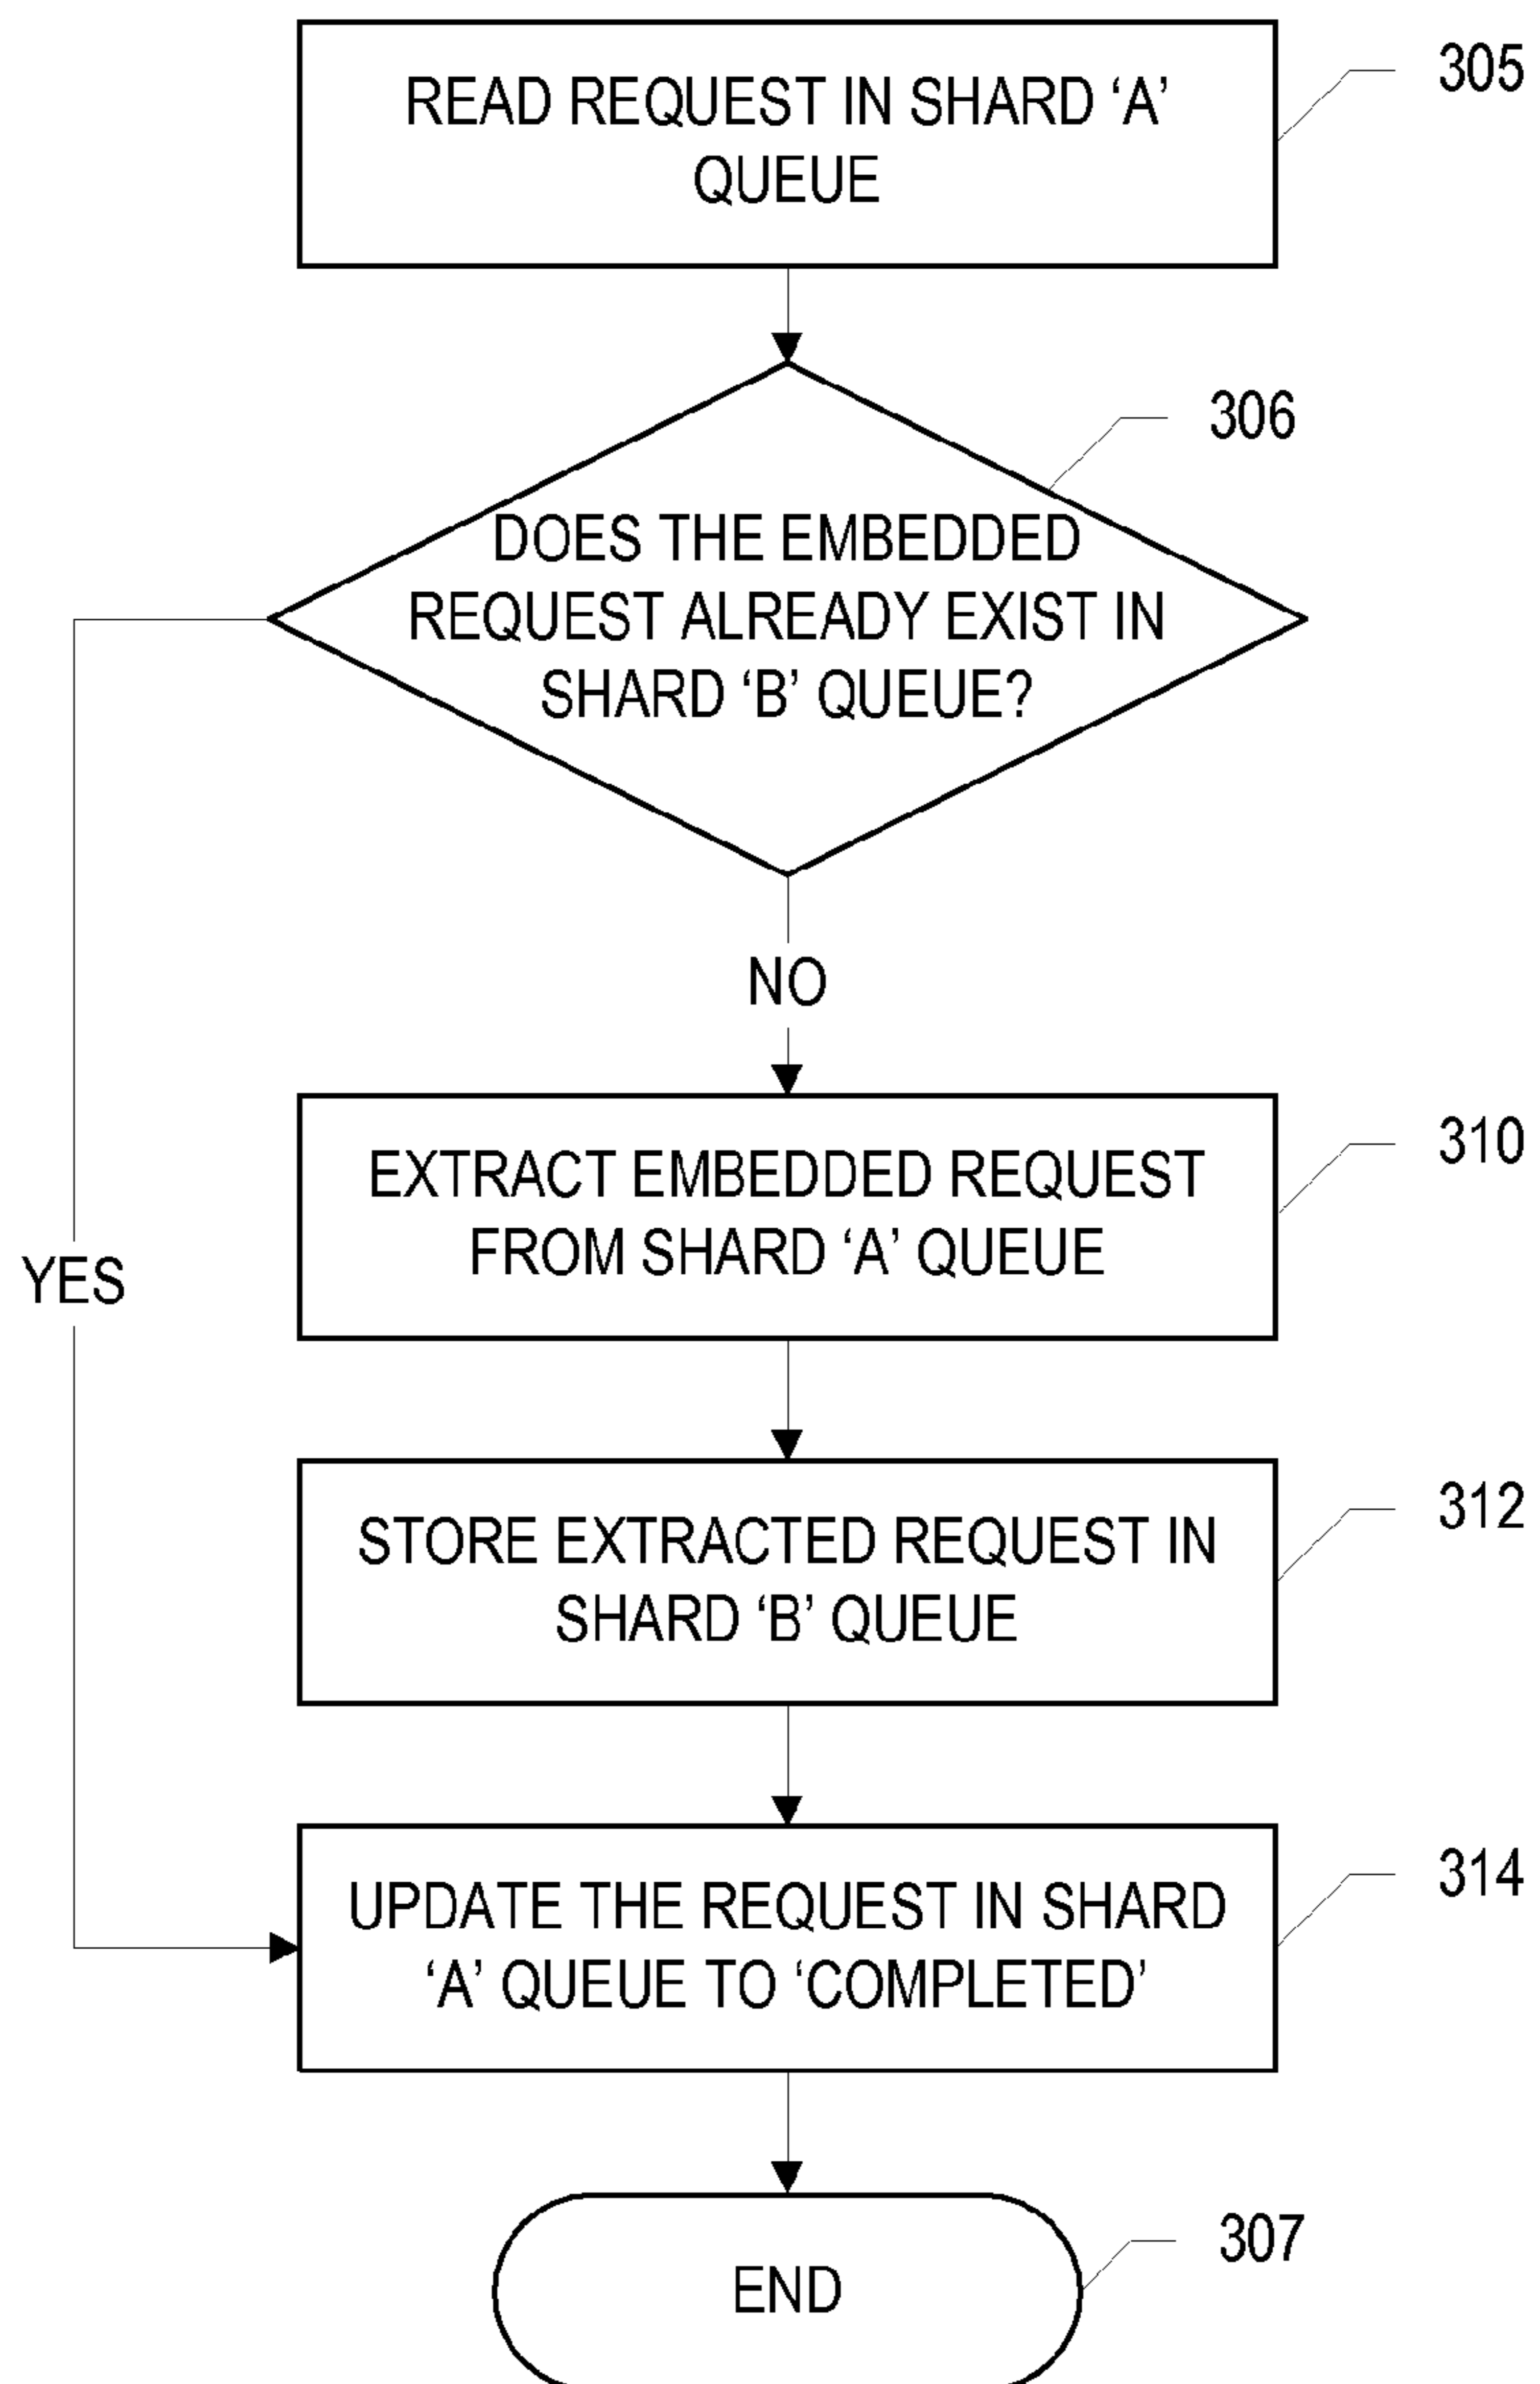 READ REQUEST IN SHARD ‘A’
QUEUE
305
306
DOES THE EMBEDDED
REQUEST ALREADY EXIST IN
SHARD ‘B’ QUEUE?
NO
EXTRACT EMBEDDED REQUEST
FROM SHARD ‘A’ QUEUE
310
YES
STORE EXTRACTED REQUEST IN
SHARD ‘B’ QUEUE
312
UPDATE THE REQUEST IN SHARD
‘A’ QUEUE TO ‘COMPLETED’
314
END
307